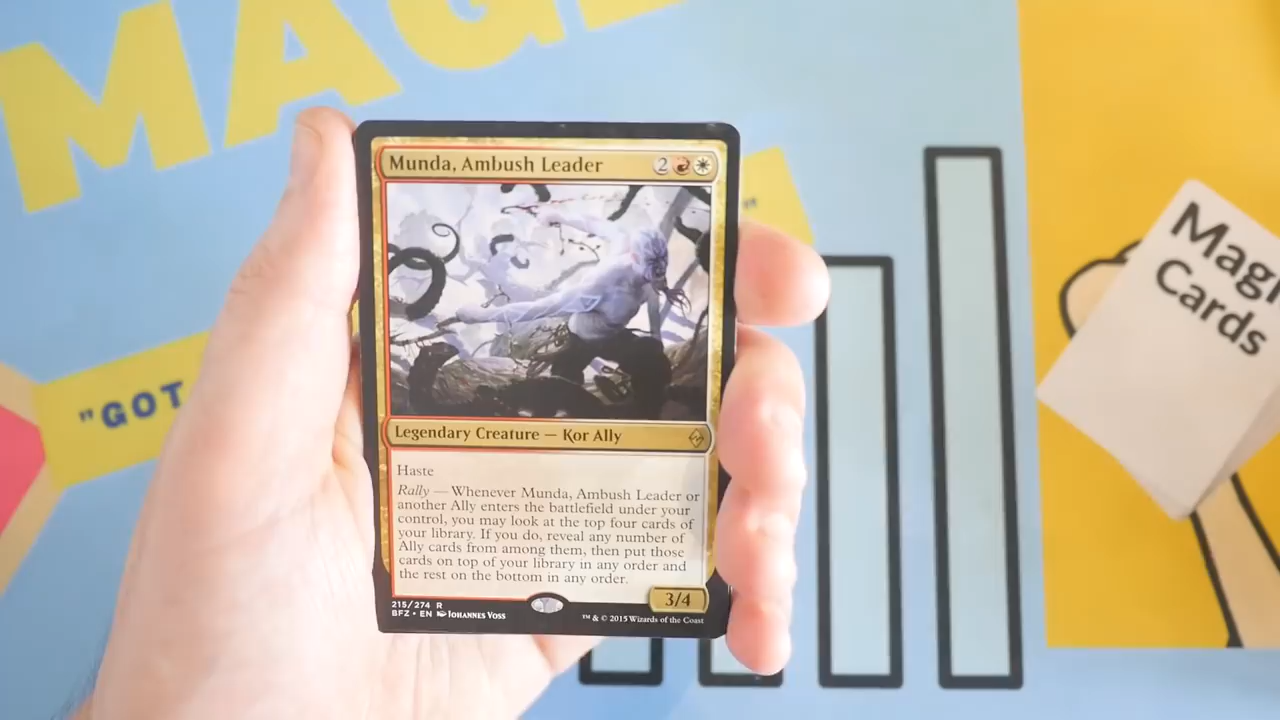 MAGI
"GOT
"
Magi
Cards
Munda, Ambush Leader 2
Legendary Creature — Kor Ally
Haste
Rally — Whenever Munda, Ambush Leader or
another Ally enters the battlefield under your
control, you may look at the top four cards of
your library. If you do, reveal any number of
Ally cards from among them, then put those
cards on top of your library in any order and
the rest on the bottom in any order.
3/4
215/274 R
BFZ • EN Johannes Voss
™ & © 2015 Wizards of the Coast